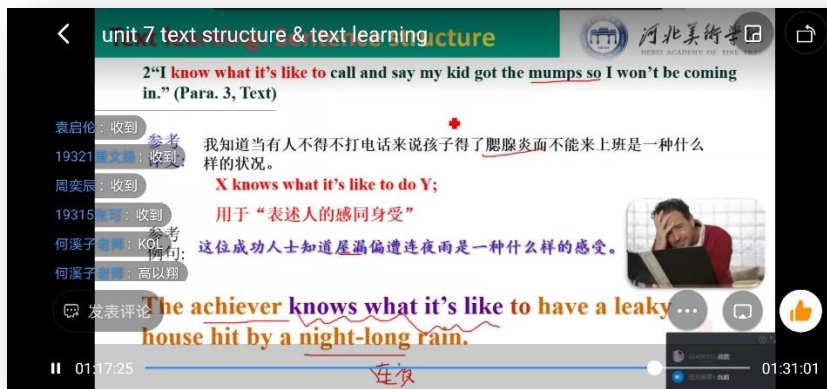 unit 7 text structure & text learning
河北美术学
HEBEI ACADEMY OF FINE
2“I know what it’s like to call and say my kid got the mumps so I won’t be coming
in.” (Para. 3, Text)
袁启伦：收到
参考
我知道当有人不得不打电话来说孩子得了腮腺炎而不能来上班是一种什么
19321 收到
样的状况。
周奕辰：收到
X knows what it’s like to do Y;
19315 收到
用于“表述人的感同身受”
参考
何溪子老师：KOL
例句:
这位成功人士知道屋漏偏遭连夜雨是一种什么样的感受。
何溪子老师：高以翔
发表评论
The achiever knows what it’s like to have a leaky
house hit by a night-long rain.
连夜
01:17:25
01:31:01